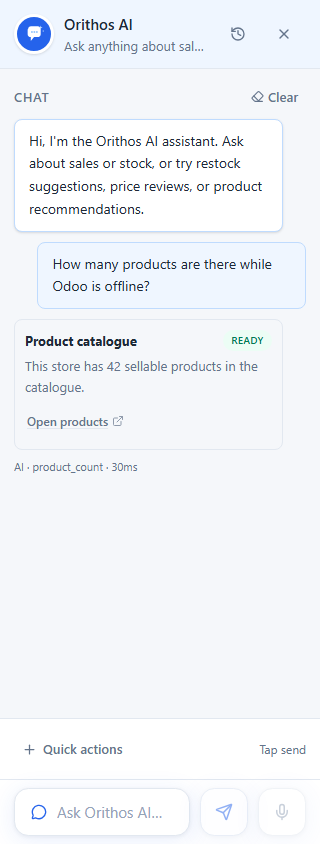 Orithos AI
Ask anything about sal...
CHAT
Clear
Hi, I'm the Orithos AI assistant. Ask
about sales or stock, or try restock
suggestions, price reviews, or product
recommendations.
How many products are there while
Odoo is offline?
Product catalogue
READY
This store has 42 sellable products in the
catalogue.
Open products
AI · product_count · 30ms
Quick actions
Tap send
Ask Orithos AI...